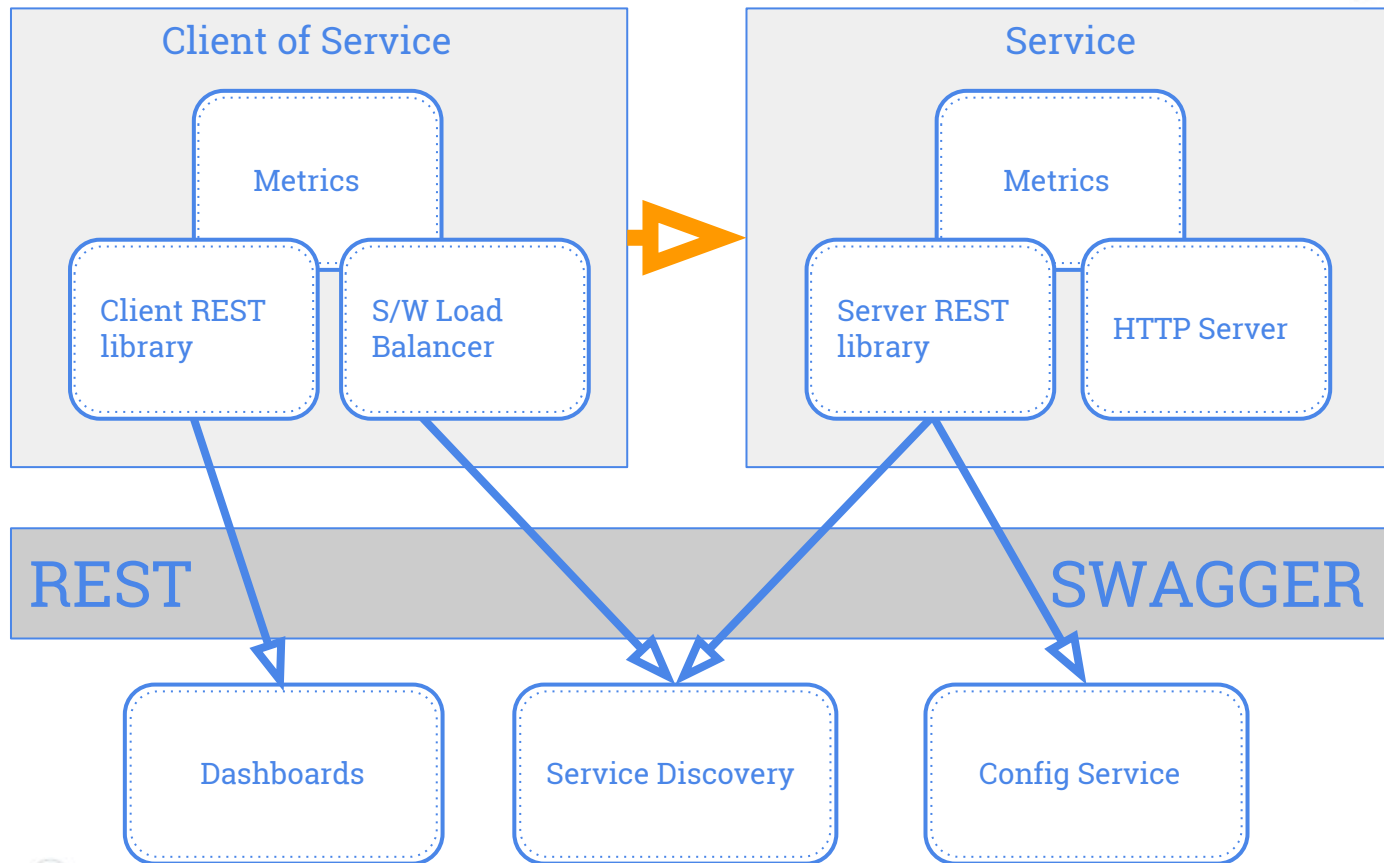 Client of Service
Service
Metrics
Metrics
Client REST
library
S/W Load
Balancer
Server REST
library
HTTP Server
REST
SWAGGER
Dashboards
Service Discovery
Config Service